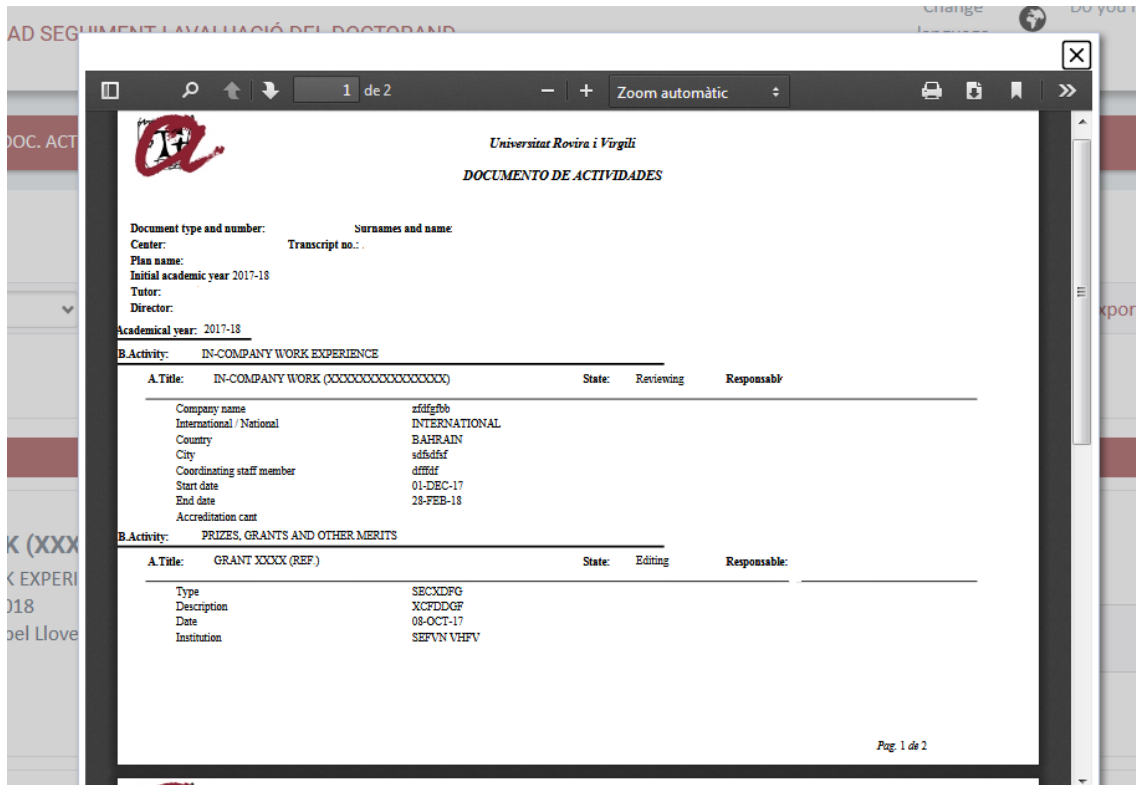 Change
Do you
AD SEGUIMENT I AVALUACIÓ DEL DOCTORAND
language
1 de 2
Zoom automàtic
DOC. ACT
Universitat Rovira i Virgili
DOCUMENTO DE ACTIVIDADES
Document type and number: Surnames and name:
Center: Transcript no.:
Plan name:
Initial academic year 2017-18
Tutor:
Director:
Academical year: 2017-18
B.Activity: IN-COMPANY WORK EXPERIENCE
A.Title: IN-COMPANY WORK (XXXXXXXXXXXXXXX) State: Reviewing Responsabl
Company name zfdfgfbb
International / National INTERNATIONAL
Country BAHRAIN
City sdfsdfsf
Coordinating staff member dfffdf
Start date 01-DEC-17
End date 28-FEB-18
Accreditation cant
B.Activity: PRIZES, GRANTS AND OTHER MERITS
A.Title: GRANT XXXX (REF.) State: Editing Responsable:
Type SECXDFG
Description XCFDDGF
Date 08-OCT-17
Institution SEFVN VHFV
Pag. 1 de 2
xpor
K (XXX
K EXPERI
018
bel Llove